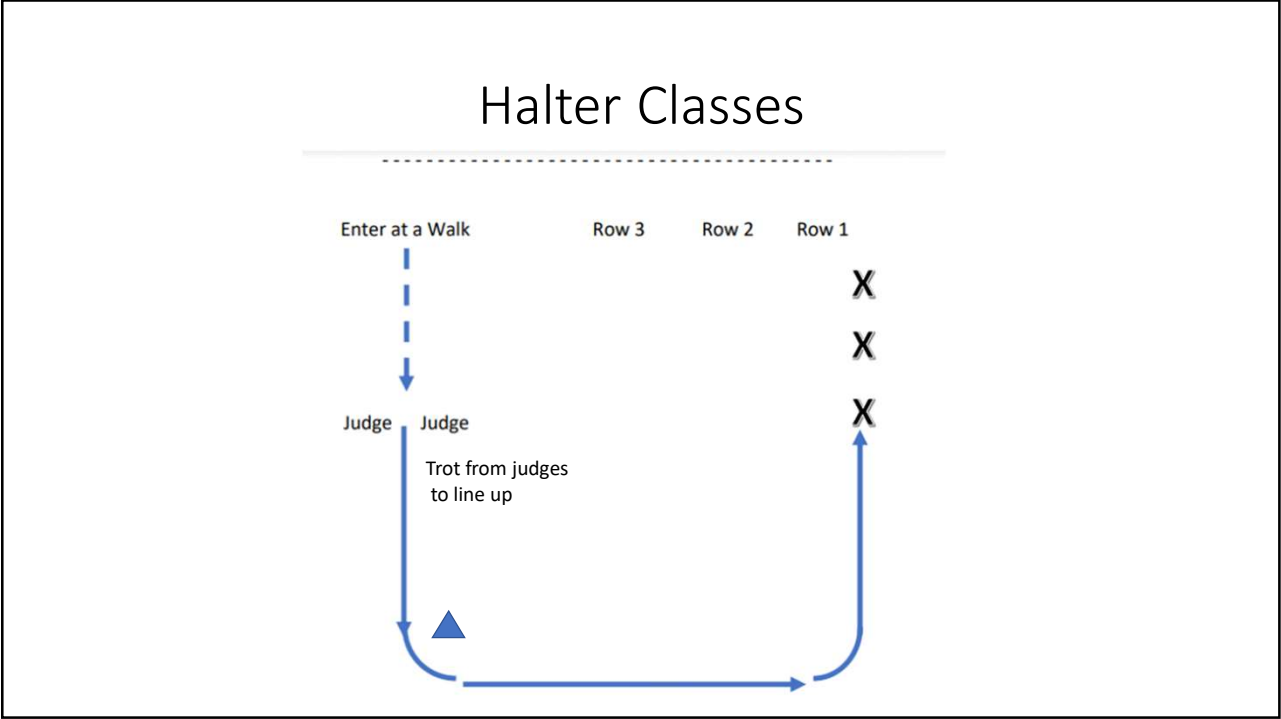 Halter Classes
Enter at a Walk Row 3 Row 2 Row 1
X
X
Judge Judge X
Trot from judges
to line up